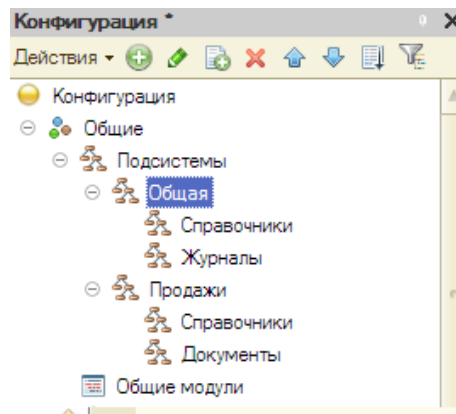 Конфигурация *
Действия
Конфигурация
Общие
Подсистемы
Общая
Справочники
Журналы
Продажи
Справочники
Документы
Общие модули